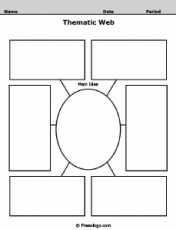 Name Date Period
Thematic Web
Main Idea
© Freeology.com